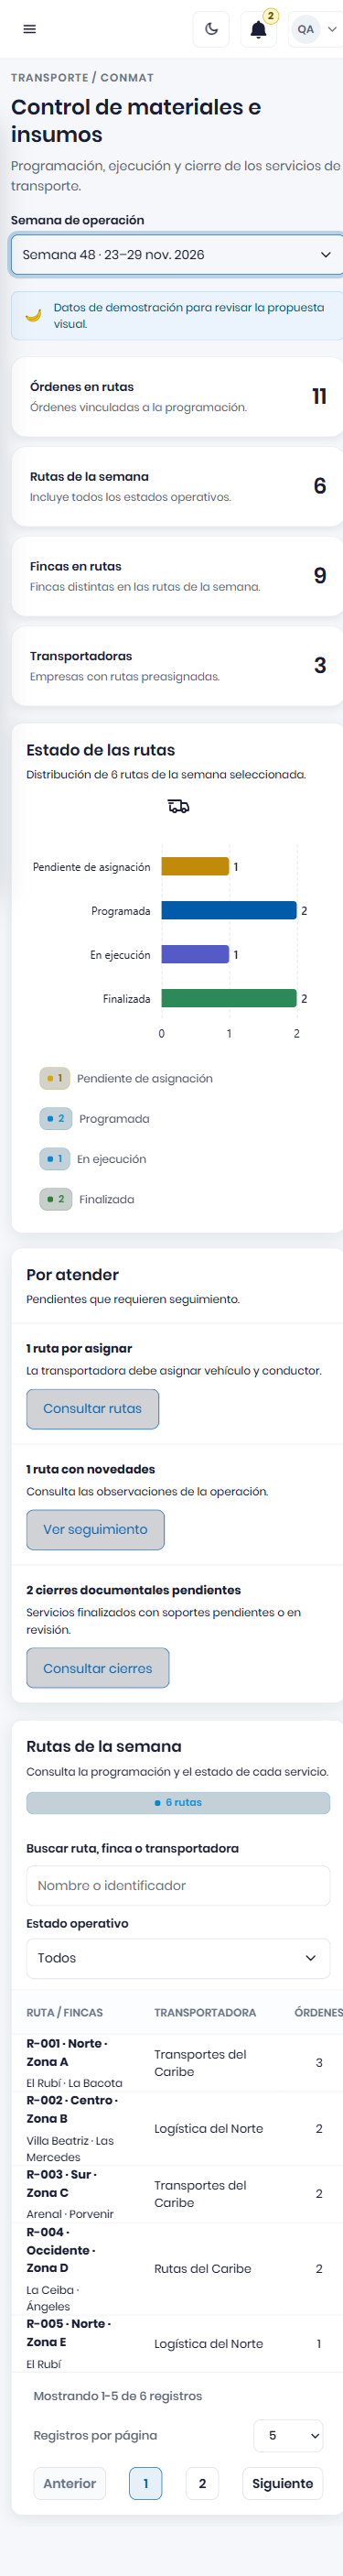 2
QA
TRANSPORTE / CONMAT
Control de materiales e
insumos
Programación, ejecución y cierre de los servicios de
transporte.
Semana de operación
Semana 48 · 23–29 nov. 2026
Datos de demostración para revisar la propuesta
visual.
Órdenes en rutas
Órdenes vinculadas a la programación.
11
Rutas de la semana
Incluye todos los estados operativos.
6
Fincas en rutas
Fincas distintas en las rutas de la semana.
9
Transportadoras
Empresas con rutas preasignadas.
3
Estado de las rutas
Distribución de 6 rutas de la semana seleccionada.
Pendiente de asignación 1
Programada 2
En ejecución 1
Finalizada 2
0 1 2
1 Pendiente de asignación
2 Programada
1 En ejecución
2 Finalizada
Por atender
Pendientes que requieren seguimiento.
1 ruta por asignar
La transportadora debe asignar vehículo y conductor.
Consultar rutas
1 ruta con novedades
Consulta las observaciones de la operación.
Ver seguimiento
2 cierres documentales pendientes
Servicios finalizados con soportes pendientes o en
revisión.
Consultar cierres
Rutas de la semana
Consulta la programación y el estado de cada servicio.
6 rutas
Buscar ruta, finca o transportadora
Nombre o identificador
Estado operativo
Todos
RUTA / FINCAS TRANSPORTADORA ÓRDENES
R-001 · Norte ·
Zona A
El Rubí · La Bacota
Transportes del
Caribe
3
R-002 · Centro ·
Zona B
Villa Beatriz · Las
Mercedes
Logística del Norte
2
R-003 · Sur ·
Zona C
Arenal · Porvenir
Transportes del
Caribe
2
R-004 ·
Occidente ·
Zona D
La Ceiba ·
Ángeles
Rutas del Caribe
2
R-005 · Norte ·
Zona E
El Rubí
Logística del Norte
1
Mostrando 1-5 de 6 registros
Registros por página 5
Anterior 1 2 Siguiente